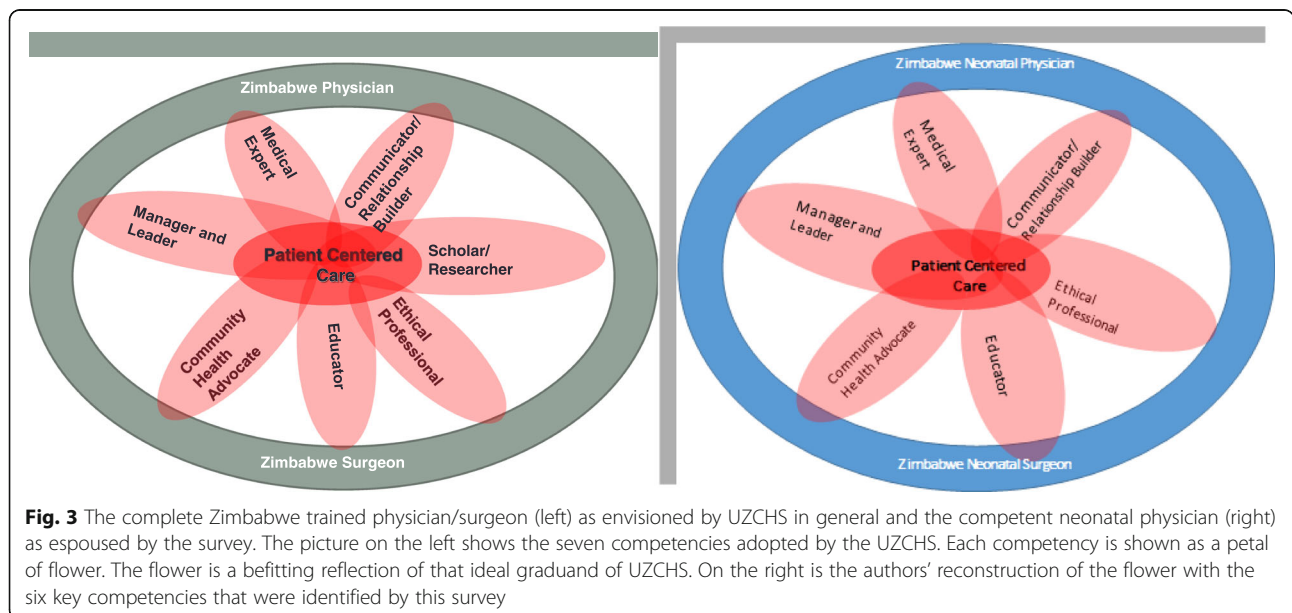 Zimbabwe Physician
Medical
Expert
Communicator/
Relationship
Builder
Manager and
Leader
Scholar/
Researcher
Patient Centered
Care
Community
Health
Advocate
Educator
Ethical
Professional
Zimbabwe Surgeon
Zimbabwe Neonatal Physician
Medical
Expert
Communicator/
Relationship Builder
Manager and
Leader
Patient Centered
Care
Ethical
Professional
Community
Health Advocate
Educator
Zimbabwe Neonatal Surgeon
Fig. 3 The complete Zimbabwe trained physician/surgeon (left) as envisioned by UZCHS in general and the competent neonatal physician (right)
as espoused by the survey. The picture on the left shows the seven competencies adopted by the UZCHS. Each competency is shown as a petal
of flower. The flower is a befitting reflection of that ideal graduand of UZCHS. On the right is the authors’ reconstruction of the flower with the
six key competencies that were identified by this survey